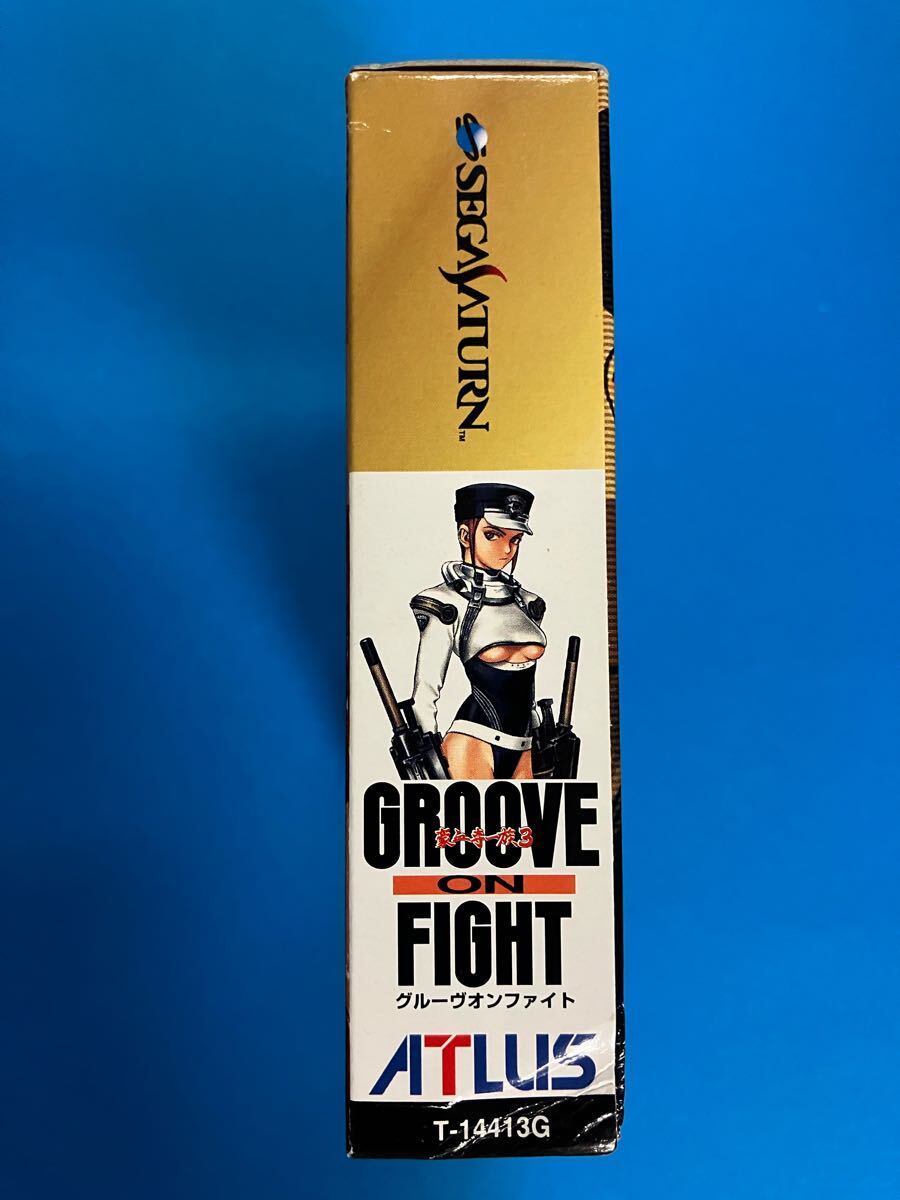 SEGA SATURN™
GROOVE
豪血寺一族3
ON
FIGHT
グルーヴオンファイト
ATLUS
T-14413G